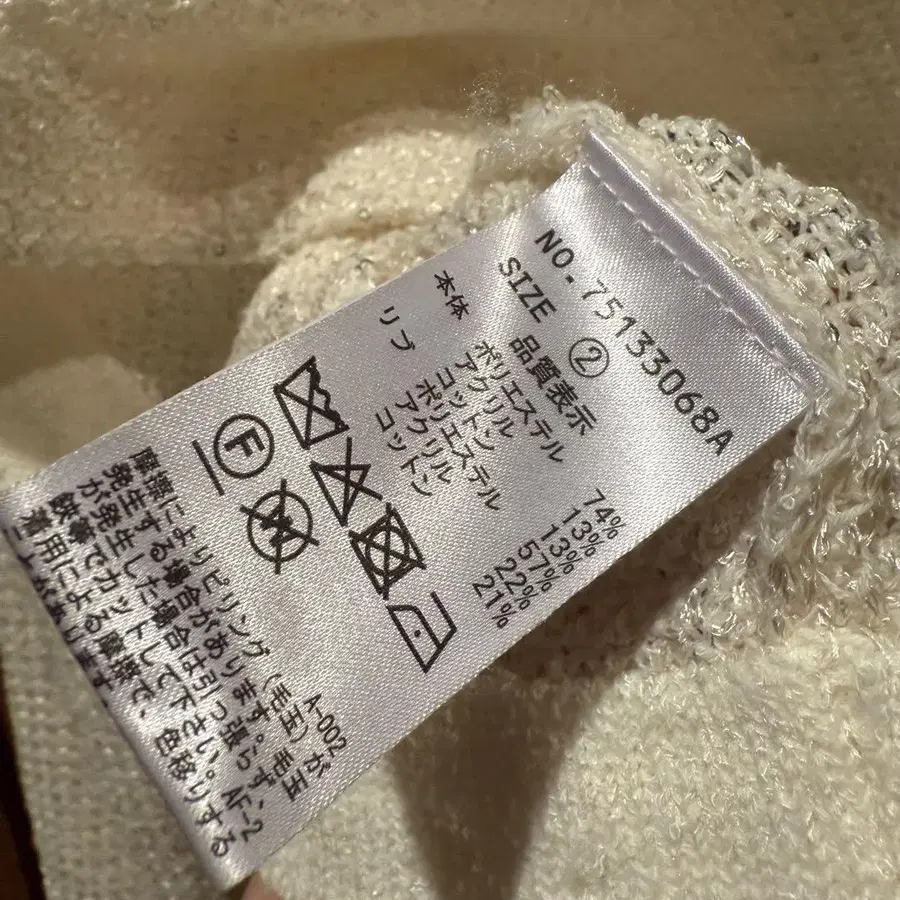 NO.75133068A
SIZE ②
品質表示
本体 ポリエステル 74%
アクリル 13%
コットン 13%
リブ ポリエステル 57%
アクリル 22%
コットン 21%
F
W
A-002
摩擦によりピリング(毛玉)が
発生する場合があります。毛玉
が発生した場合は引っ張らず
ハサミでカットして下さい。 AF-2
着用による摩擦で、色移りする